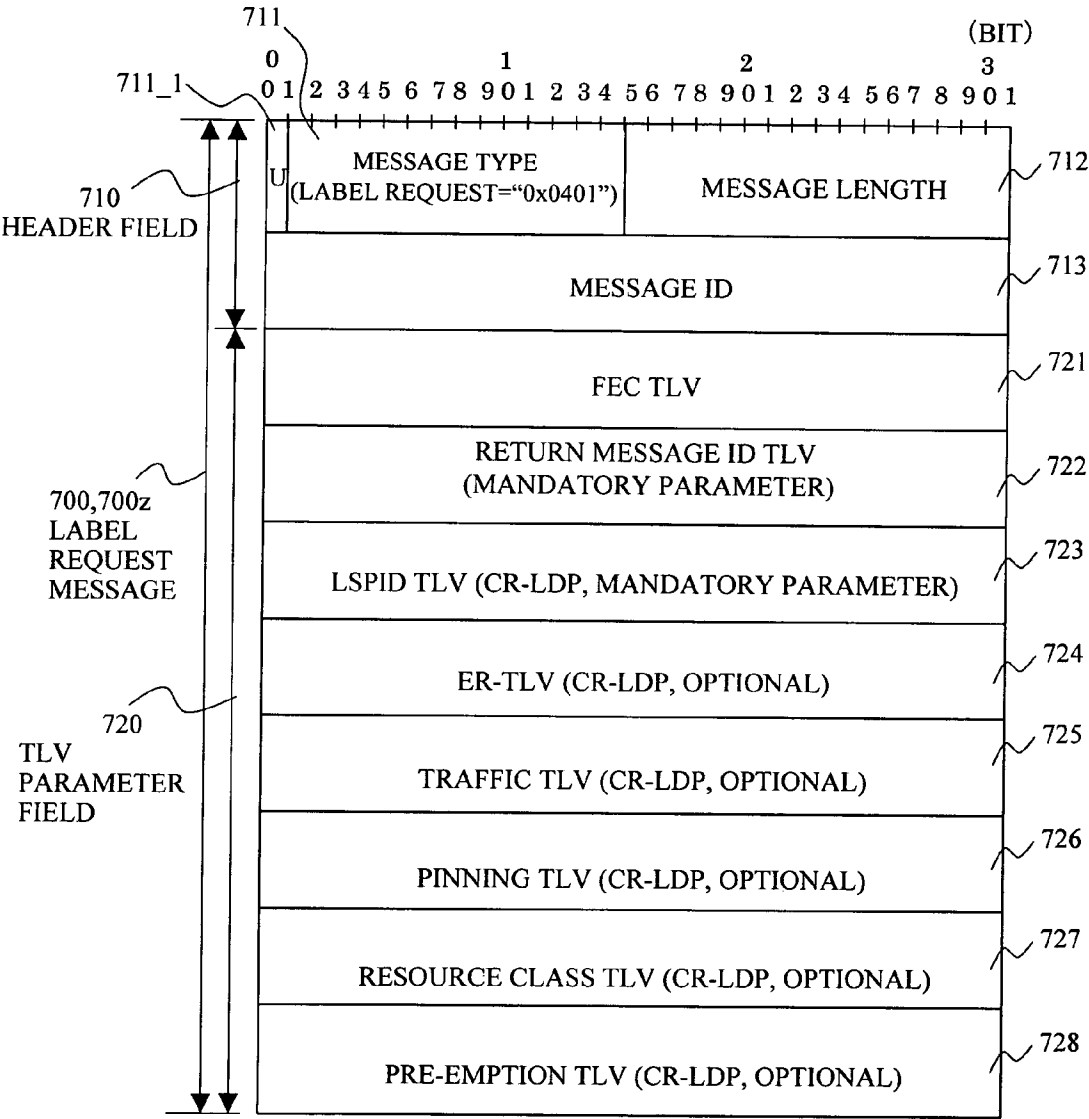 711
(BIT)
0 1 2 3
711_1
0 1 2 3 4 5 6 7 8 9 0 1 2 3 4 5 6 7 8 9 0 1 2 3 4 5 6 7 8 9 0 1
U
MESSAGE TYPE
(LABEL REQUEST=“0x0401”)
MESSAGE LENGTH
712
710
HEADER FIELD
MESSAGE ID
713
FEC TLV
721
RETURN MESSAGE ID TLV
(MANDATORY PARAMETER)
722
700,700z
LABEL
REQUEST
MESSAGE
LSPID TLV (CR-LDP, MANDATORY PARAMETER)
723
ER-TLV (CR-LDP, OPTIONAL)
724
720
TLV
PARAMETER
FIELD
TRAFFIC TLV (CR-LDP, OPTIONAL)
725
PINNING TLV (CR-LDP, OPTIONAL)
726
RESOURCE CLASS TLV (CR-LDP, OPTIONAL)
727
PRE-EMPTION TLV (CR-LDP, OPTIONAL)
728